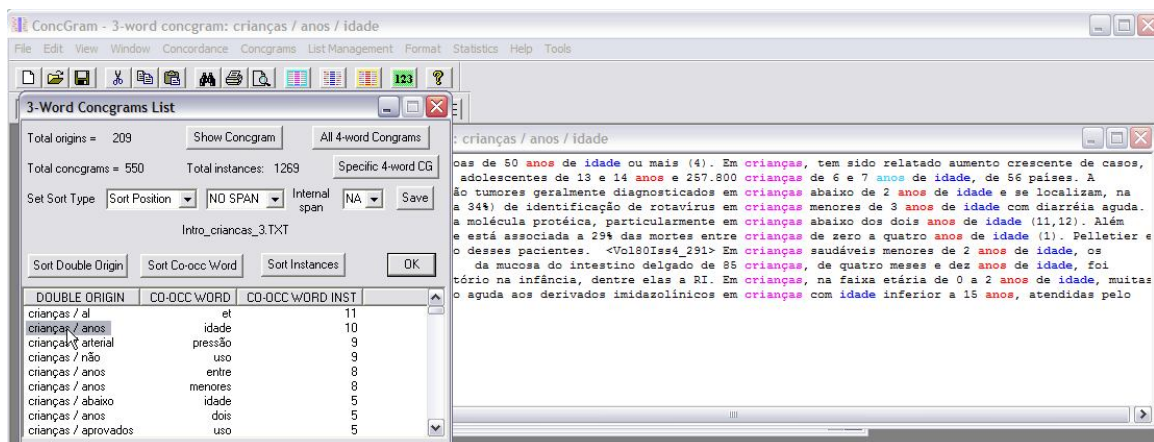 ConcGram - 3-word concgram: crianças / anos / idade
File Edit View Window Concordance Concgrams List Management Format Statistics Help Tools
123 ?
3-Word Concgrams List
Total origins = 209 Show Concgram All 4-word Congrams
Total concgrams = 550 Total instances: 1269 Specific 4-word CG
Set Sort Type Sort Position NO SPAN Internal span NA Save
Intro_criancas_3.TXT
Sort Double Origin Sort Co-occ Word Sort Instances OK
DOUBLE ORIGIN CO-OCC WORD CO-OCC WORD INST
crianças / al et 11
crianças / anos idade 10
crianças / arterial pressão 9
crianças / não uso 9
crianças / anos entre 8
crianças / anos menores 8
crianças / abaixo idade 5
crianças / anos dois 5
crianças / aprovados uso 5
: crianças / anos / idade
oas de 50 anos de idade ou mais (4). Em crianças, tem sido relatado aumento crescente de casos,
adolescentes de 13 e 14 anos e 257.800 crianças de 6 e 7 anos de idade, de 56 países. A
ão tumores geralmente diagnosticados em crianças abaixo de 2 anos de idade e se localizam, na
a 34%) de identificação de rotavírus em crianças menores de 3 anos de idade com diarréia aguda.
a molécula protéica, particularmente em crianças abaixo dos dois anos de idade (11,12). Além
e está associada a 29% das mortes entre crianças de zero a quatro anos de idade (1). Pelletier e
o desses pacientes. <Vol80Iss4_291> Em crianças saudáveis menores de 2 anos de idade, os
da mucosa do intestino delgado de 85 crianças, de quatro meses e dez anos de idade, foi
tório na infância, dentre elas a RI. Em crianças, na faixa etária de 0 a 2 anos de idade, muitas
o aguda aos derivados imidazolínicos em crianças com idade inferior a 15 anos, atendidas pelo